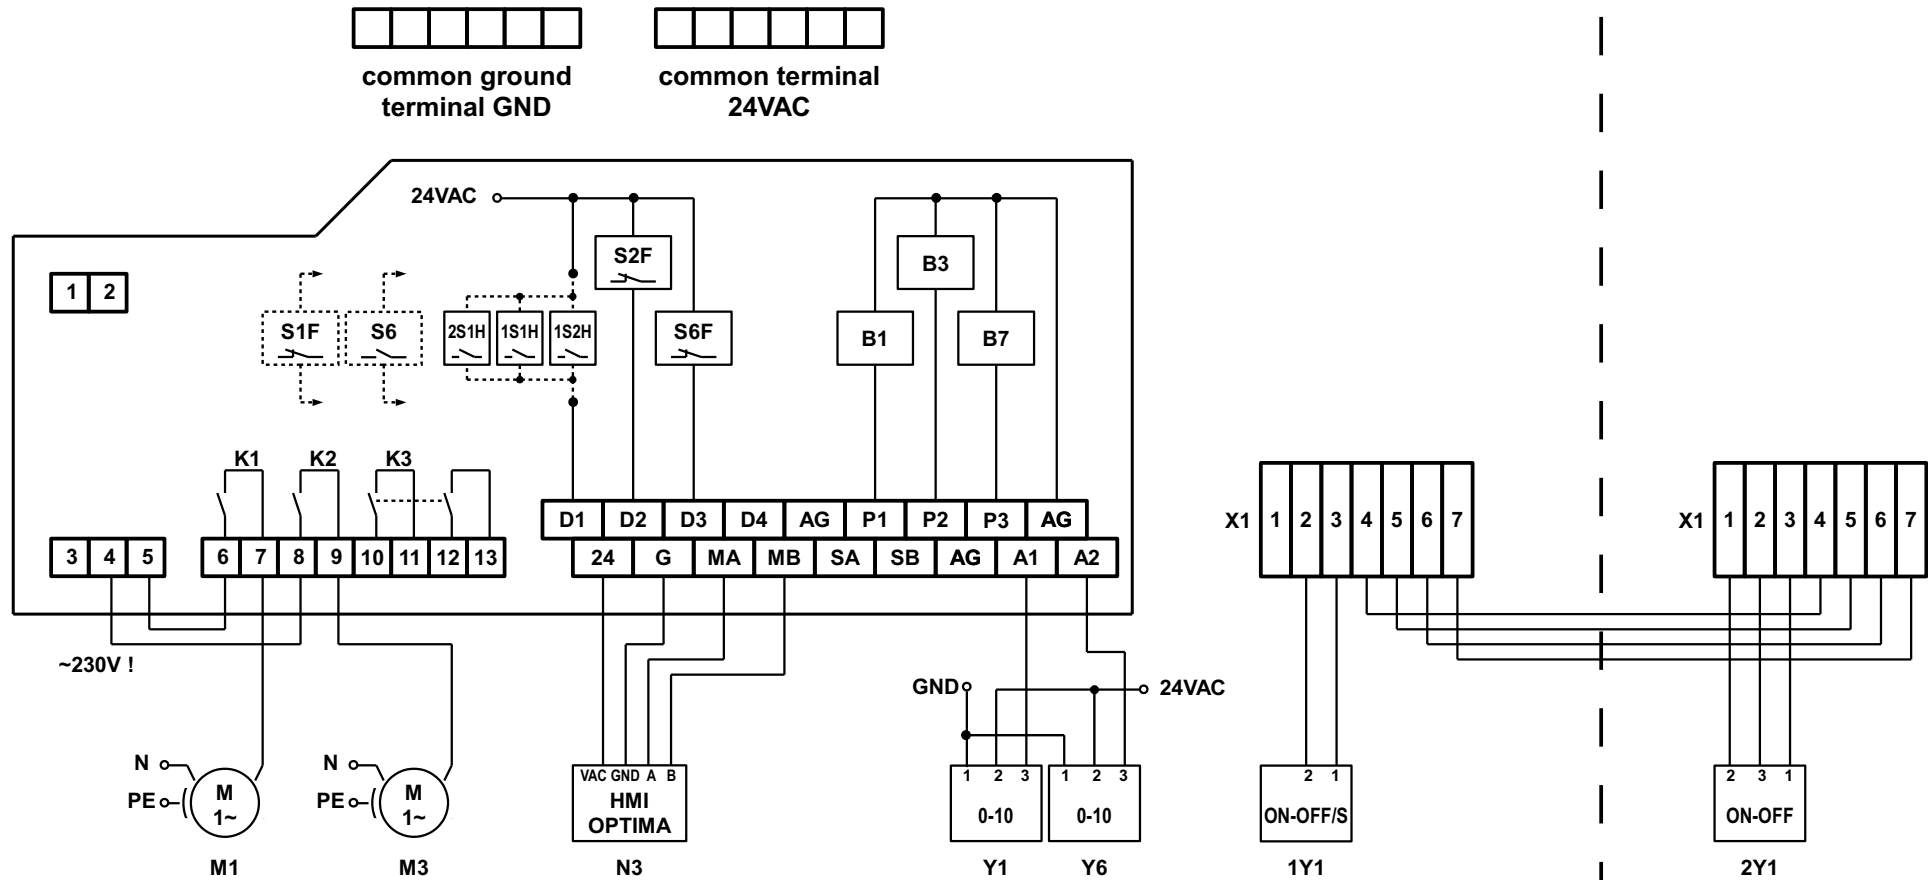 common ground
terminal GND
common terminal
24VAC
24VAC
S2F
B3
1 2
S1F S6 2S1H 1S1H 1S2H S6F B1 B7
K1 K2 K3
D1 D2 D3 D4 AG P1 P2 P3 AG
X1 1 2 3 4 5 6 7
X1 1 2 3 4 5 6 7
3 4 5 6 7 8 9 10 11 12 13
24 G MA MB SA SB AG A1 A2
~230V !
GND 24VAC
N
PE
M
1~
M1
N
PE
M
1~
M3
VAC GND A B
HMI
OPTIMA
N3
1 2 3
0-10
Y1
1 2 3
0-10
Y6
2 1
ON-OFF/S
1Y1
2 3 1
ON-OFF
2Y1